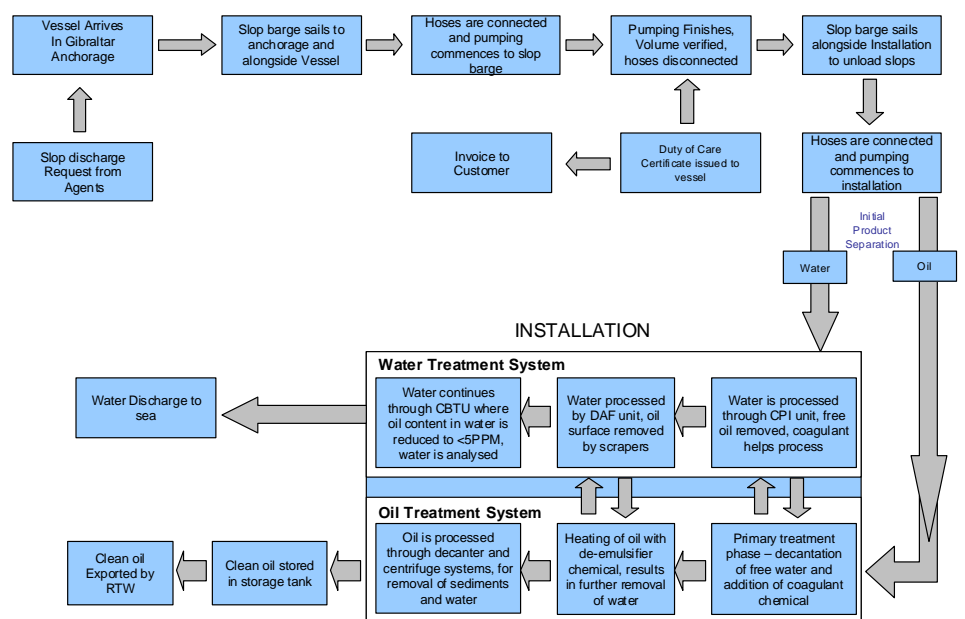 Vessel Arrives
In Gibraltar
Anchorage
Slop barge sails to
anchorage and
alongside Vessel
Hoses are connected
and pumping
commences to slop
barge
Pumping Finishes,
Volume verified,
hoses disconnected
Slop barge sails
alongside Installation
to unload slops
Slop discharge
Request from
Agents
Invoice to
Customer
Duty of Care
Certificate issued to
vessel
Hoses are connected
and pumping
commences to
installation
Initial
Product
Separation
Water
Oil
INSTALLATION
Water Treatment System
Water Discharge to
sea
Water continues
through CBTU where
oil content in water is
reduced to <5PPM,
water is analysed
Water processed
by DAF unit, oil
surface removed
by scrapers
Water is processed
through CPI unit, free
oil removed, coagulant
helps process
Oil Treatment System
Clean oil
Exported by
RTW
Clean oil stored
in storage tank
Oil is processed
through decanter and
centrifuge systems, for
removal of sediments
and water
Heating of oil with
de-emulsifier
chemical, results
in further removal
of water
Primary treatment
phase – decantation
of free water and
addition of coagulant
chemical